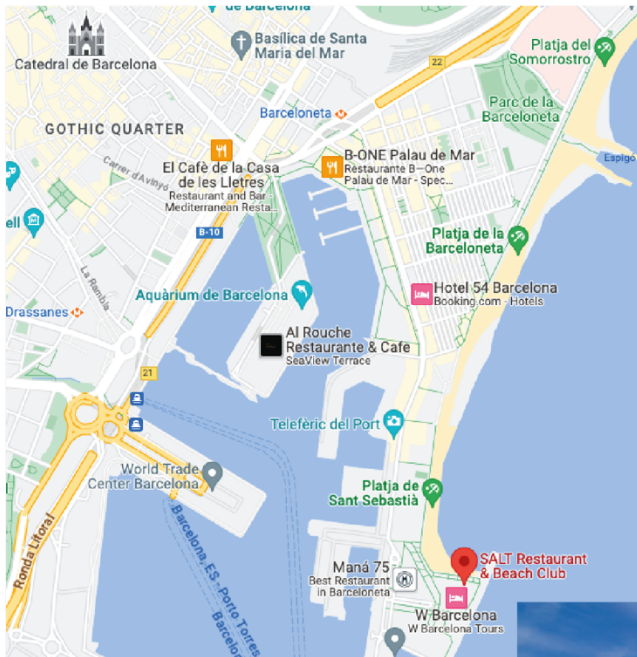 de Barcelona
Platja del
Somorrostro
Basílica de Santa
Maria del Mar
Catedral de Barcelona
22
Parc de la
Barceloneta
Barceloneta
GOTHIC QUARTER
Espigó
El Cafè de la Casa
de les Lletres
Restaurant and Bar
Mediterranean Resta...
B-ONE Palau de Mar
Restaurante B-One
Palau de Mar - Spec...
Carrer d'Avinyó
ell
B-10
Platja de la
Barceloneta
La Rambla
Aquàrium de Barcelona
Hotel 54 Barcelona
Booking.com - Hotels
Drassanes
Al Rouche
Restaurante & Cafe
SeaView Terrace
21
Telefèric del Port
World Trade
Center Barcelona
Platja de
Sant Sebastià
Ronda Litoral
Barcelona, ES - Porto Torres
Barcelo
Maná 75
Best Restaurant
in Barceloneta
SALT Restaurant
& Beach Club
W Barcelona
W Barcelona Tours